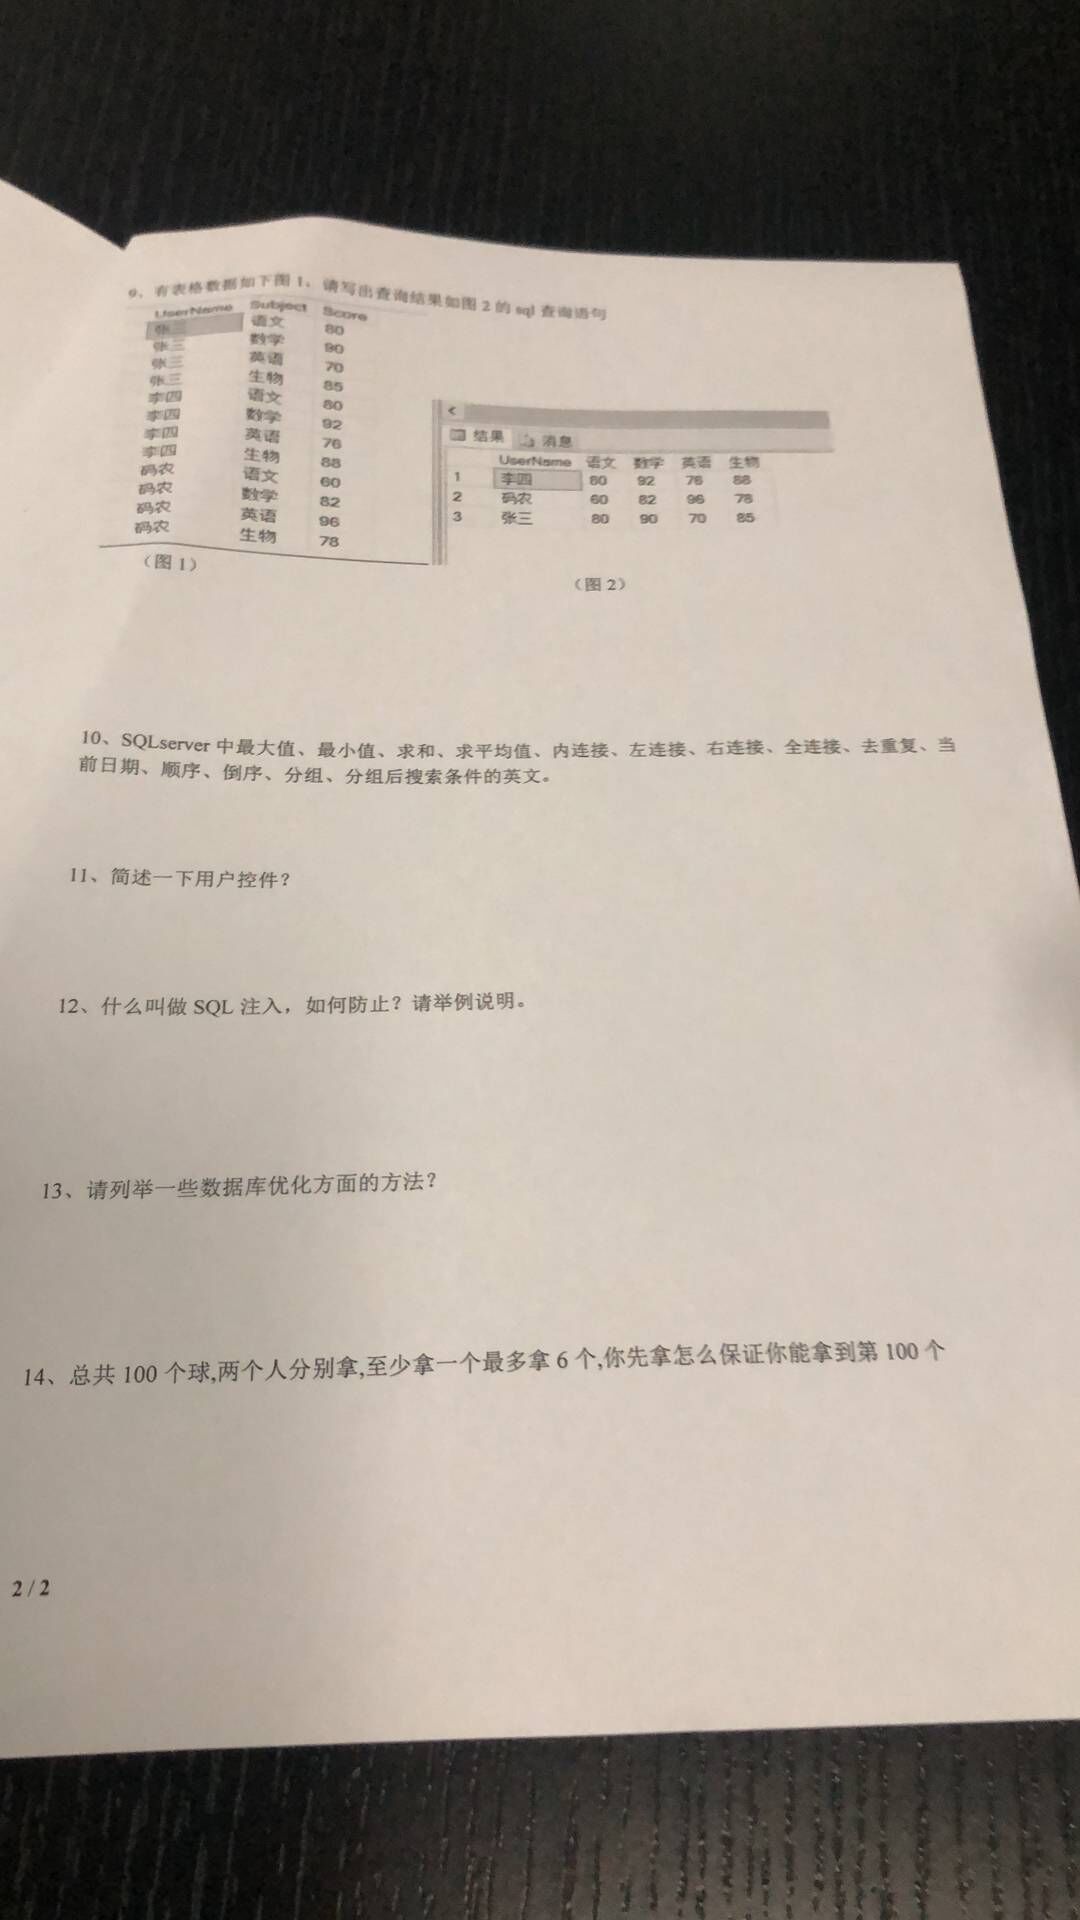 9、有表格数据如下图 1，请写出查询结果如图 2 的 sql 查询语句
UserName Subject Score
张三 语文 80
张三 数学 90
张三 英语 70
张三 生物 85
李四 语文 80
李四 数学 92
李四 英语 76
李四 生物 88
码农 语文 60
码农 数学 82
码农 英语 96
码农 生物 78
（图 1）
结果 消息
UserName 语文 数学 英语 生物
1 李四 80 92 76 88
2 码农 60 82 96 78
3 张三 80 90 70 85
（图 2）
10、SQLserver 中最大值、最小值、求和、求平均值、内连接、左连接、右连接、全连接、去重复、当
前日期、顺序、倒序、分组、分组后搜索条件的英文。
11、简述一下用户控件？
12、什么叫做 SQL 注入，如何防止？请举例说明。
13、请列举一些数据库优化方面的方法？
14、总共 100 个球,两个人分别拿,至少拿一个最多拿 6 个,你先拿怎么保证你能拿到第 100 个
2 / 2